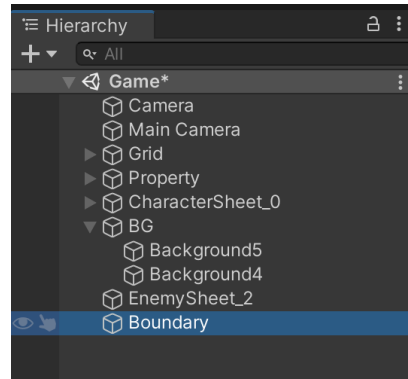 Hierarchy
All
Game*
Camera
Main Camera
Grid
Property
CharacterSheet_0
BG
Background5
Background4
EnemySheet_2
Boundary